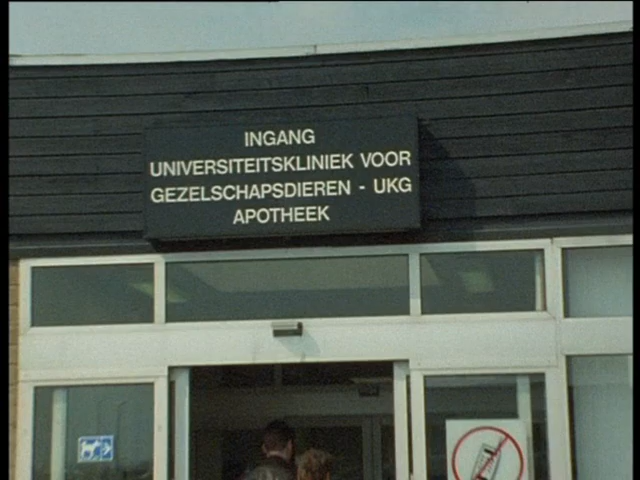 INGANG
UNIVERSITEITSKLINIEK VOOR
GEZELSCHAPSDIEREN - UKG
APOTHEEK